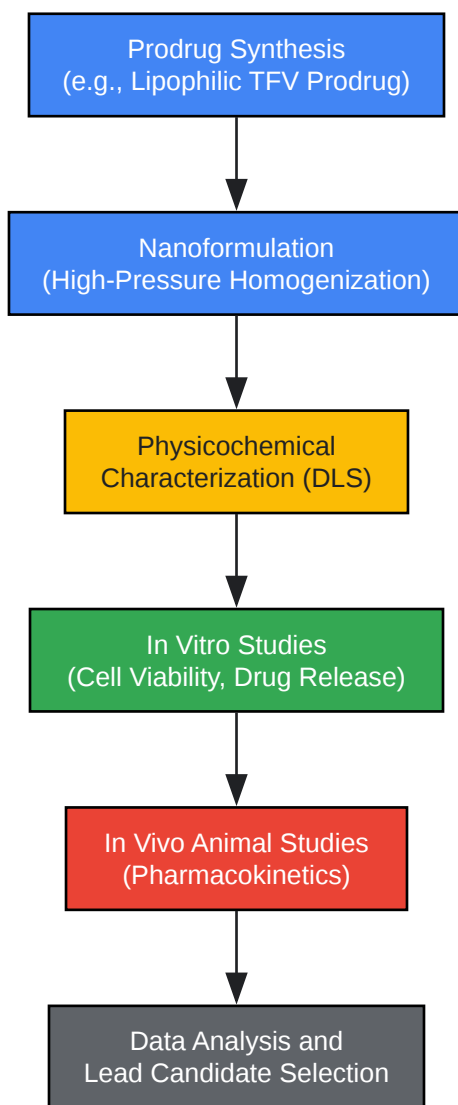 Prodrug Synthesis
(e.g., Lipophilic TFV Prodrug)
Nanoformulation
(High-Pressure Homogenization)
Physicochemical
Characterization (DLS)
In Vitro Studies
(Cell Viability, Drug Release)
In Vivo Animal Studies
(Pharmacokinetics)
Data Analysis and
Lead Candidate Selection